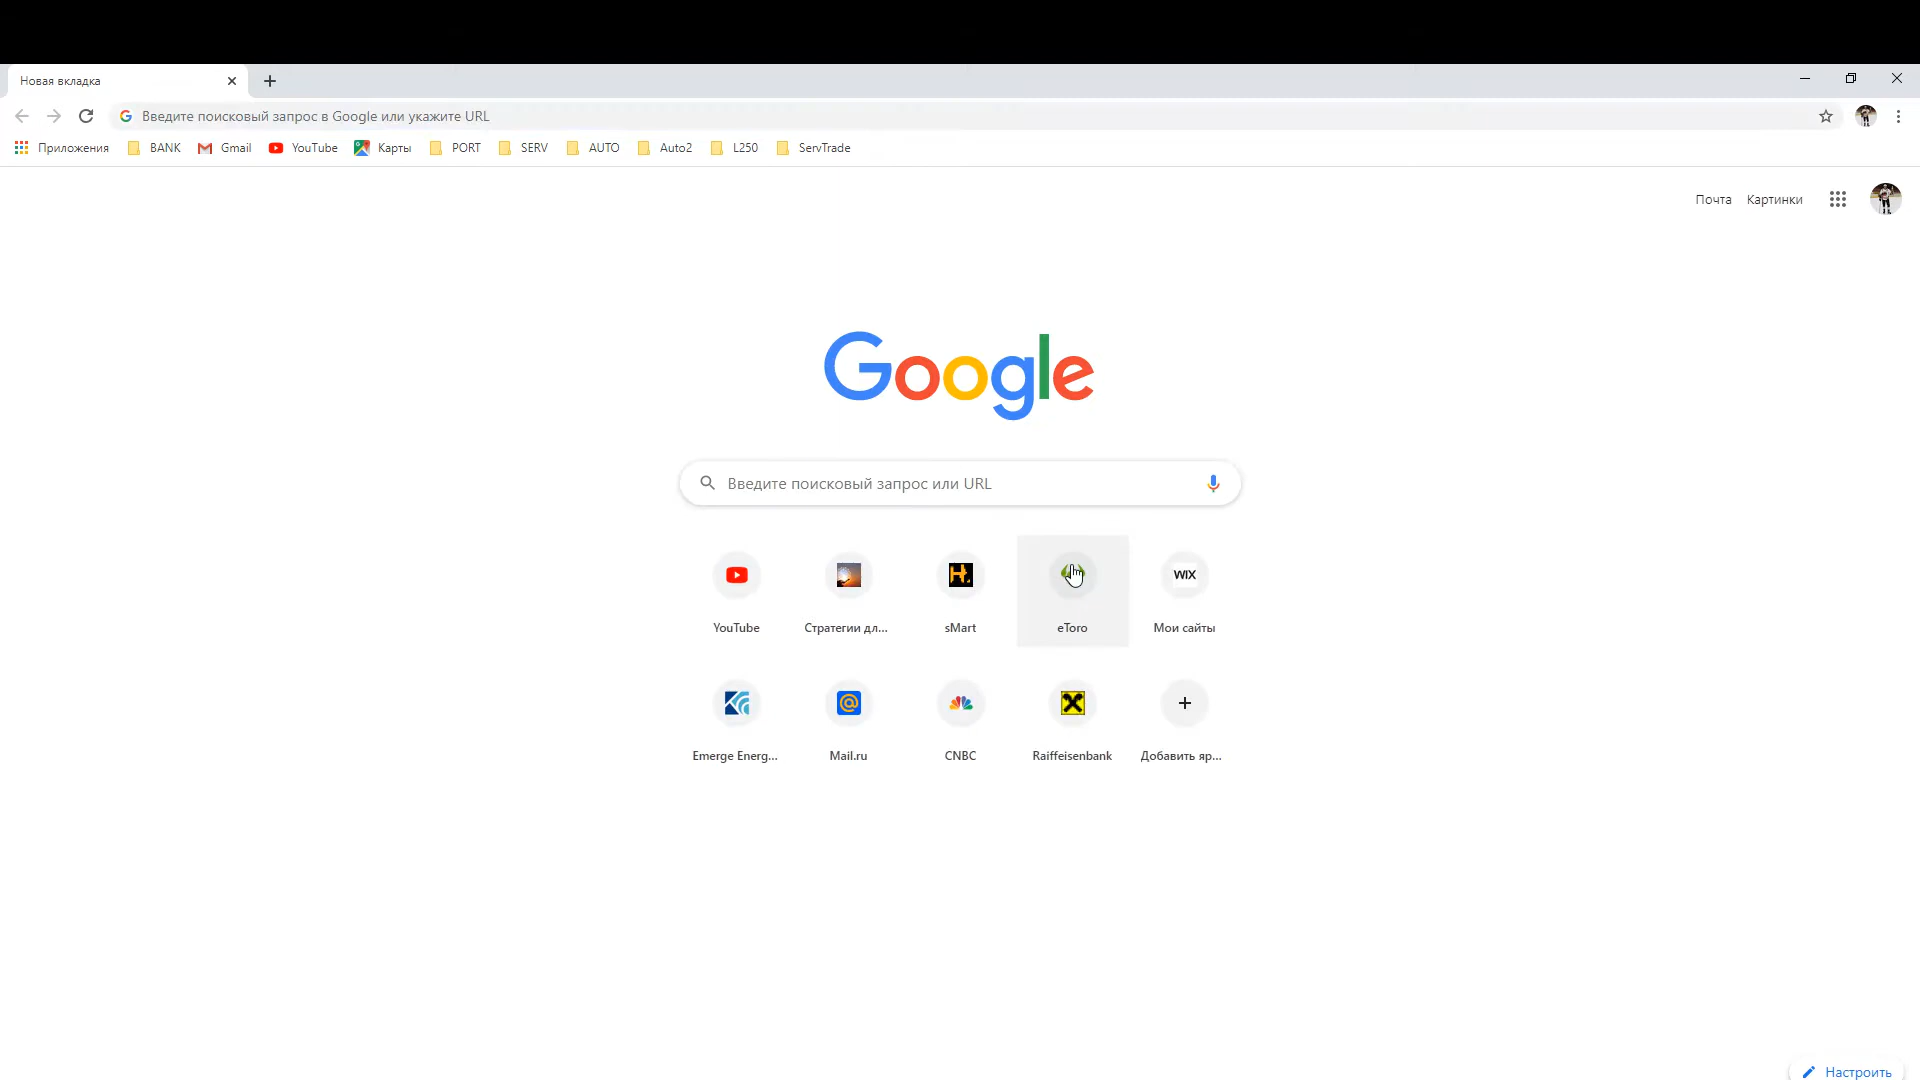 Новая вкладка
Введите поисковый запрос в Google или укажите URL
Приложения BANK Gmail YouTube Карты PORT SERV AUTO Auto2 L250 ServTrade
Почта Картинки
Google
Введите поисковый запрос или URL
H. WIX
YouTube Стратегии дл... sMart eToro Мои сайты
Emerge Energ... Mail.ru CNBC Raiffeisenbank Добавить яр...
Настроить